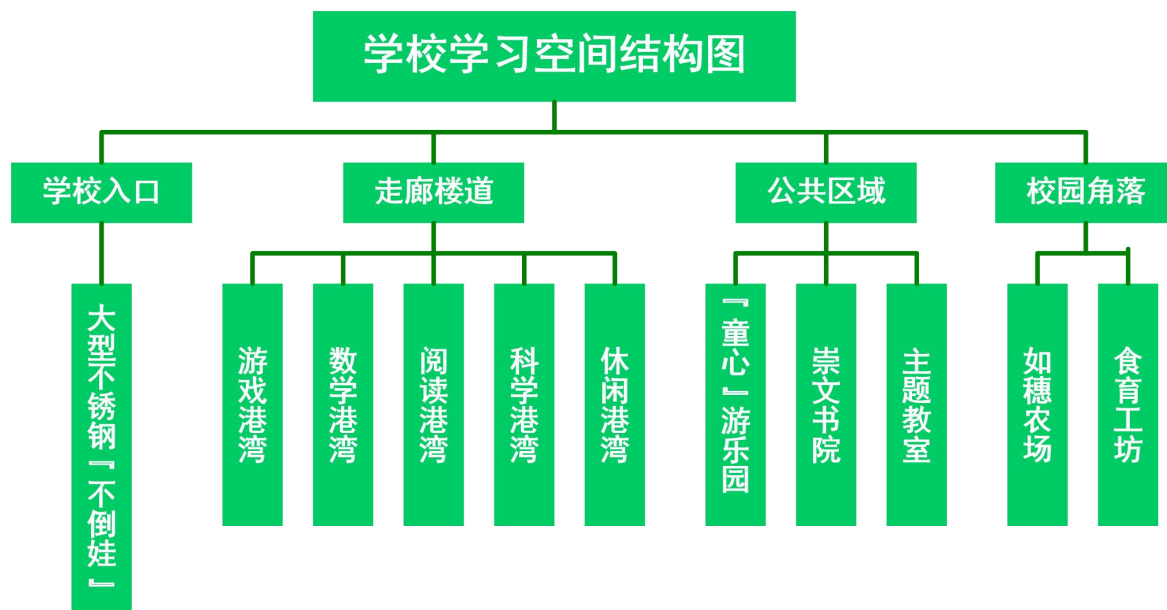 学校学习空间结构图
学校入口
走廊楼道
公共区域
校园角落
大型不锈钢『不倒娃』
游戏港湾
数学港湾
阅读港湾
科学港湾
休闲港湾
『童心』游乐园
崇文书院
主题教室
如穗农场
食育工坊